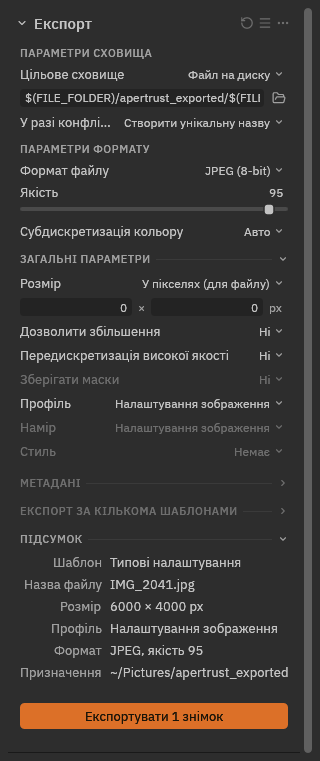 Експорт
ПАРАМЕТРИ СХОВИЩА
Цільове сховище Файл на диску
$(FILE_FOLDER)/apertrust_exported/$(FILI
У разі конфлі... Створити унікальну назву
ПАРАМЕТРИ ФОРМАТУ
Формат файлу JPEG (8-bit)
Якість 95
Субдискретизація кольору Авто
ЗАГАЛЬНІ ПАРАМЕТРИ
Розмір У пікселях (для файлу)
0 × 0 px
Дозволити збільшення Ні
Передискретизація високої якості Ні
Зберігати маски Ні
Профіль Налаштування зображення
Намір Налаштування зображення
Стиль Немає
МЕТАДАНІ
ЕКСПОРТ ЗА КІЛЬКОМА ШАБЛОНАМИ
ПІДСУМОК
Шаблон Типові налаштування
Назва файлу IMG_2041.jpg
Розмір 6000 × 4000 px
Профіль Налаштування зображення
Формат JPEG, якість 95
Призначення ~/Pictures/apertrust_exported
Експортувати 1 знімок